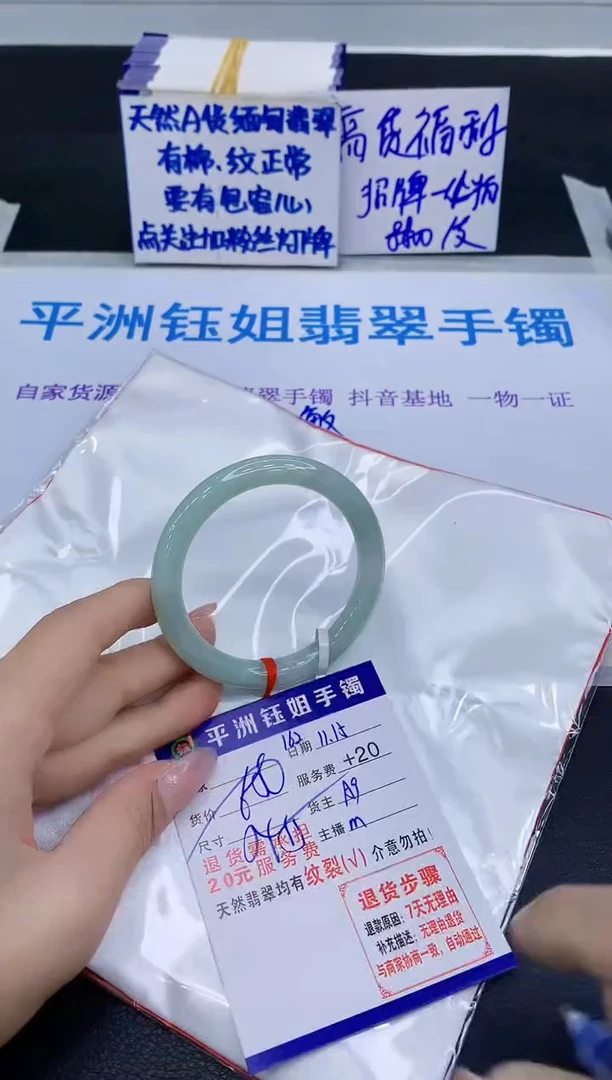 天然A货缅甸翡翠
有棉、纹正常
要有包容心
点关注加粉丝灯牌
高货福利
招牌一物
平洲钰姐翡翠手镯
自家货源
翠手镯 抖音基地 一物一证
平洲钰姐手镯
日期 11.15
货价
服务费 +20
尺寸
货主 A9
主播 m
退货需承担
20元服务费
天然翡翠均有纹裂(√) 介意勿拍!
退货步骤
退款原因:7天无理由
补充描述:无理由退货
与商家协商一致,自动通过